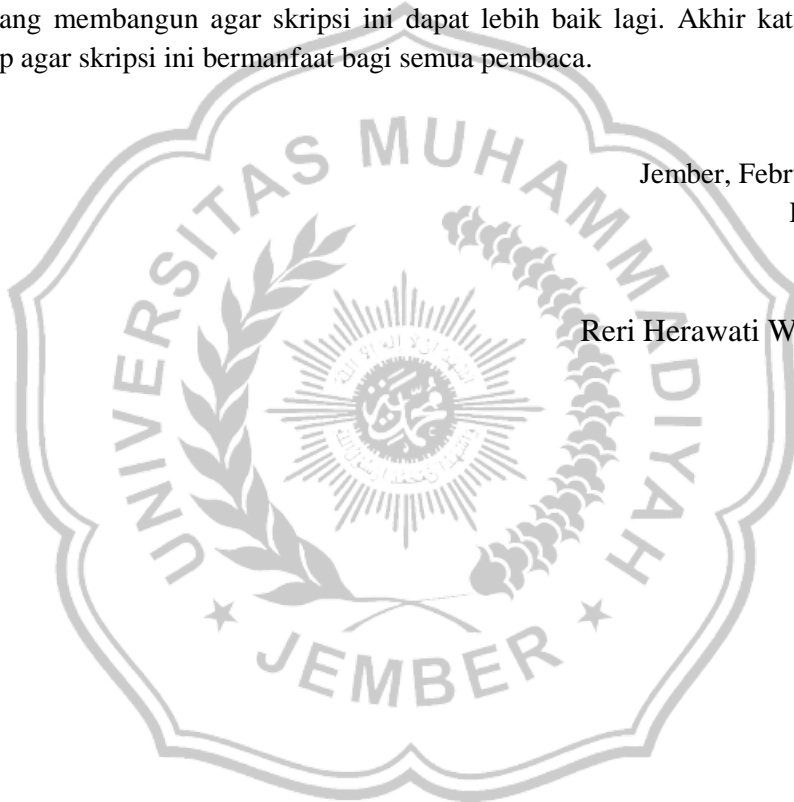 ang membangun agar skripsi ini dapat lebih baik lagi. Akhir kat
p agar skripsi ini bermanfaat bagi semua pembaca.
Jember, Febr
Reri Herawati W
UNIVERSITAS MUHAMMADIYAH
JEMBER